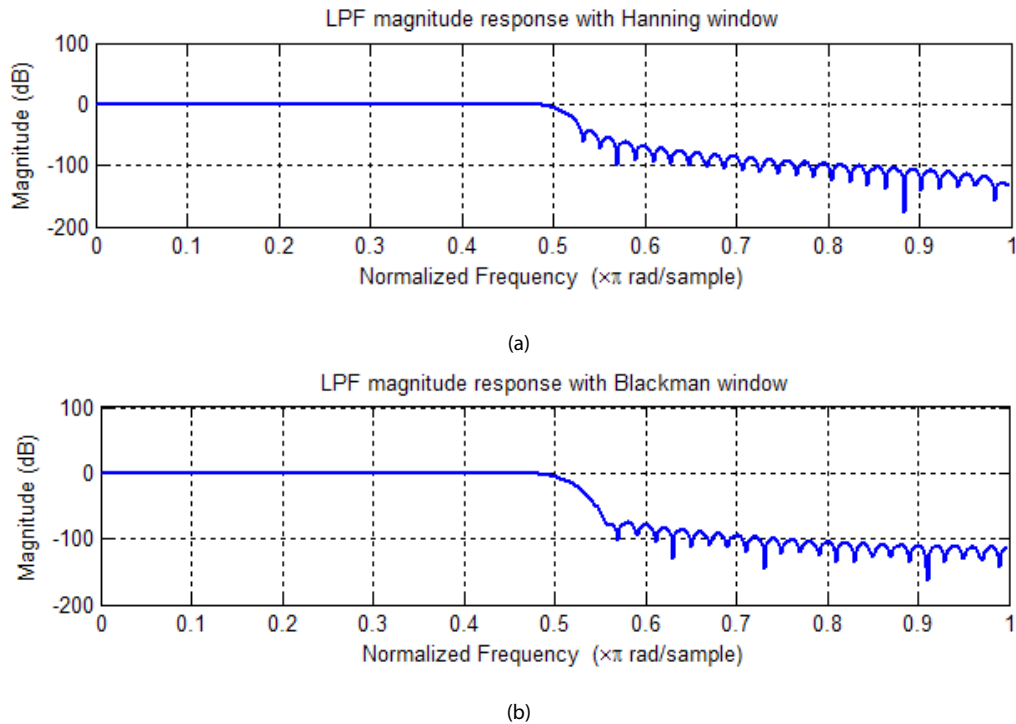 LPF magnitude response with Hanning window
Magnitude (dB)
100
0
-100
-200
0 0.1 0.2 0.3 0.4 0.5 0.6 0.7 0.8 0.9 1
Normalized Frequency (×π rad/sample)
(a)
LPF magnitude response with Blackman window
Magnitude (dB)
100
0
-100
-200
0 0.1 0.2 0.3 0.4 0.5 0.6 0.7 0.8 0.9 1
Normalized Frequency (×π rad/sample)
(b)